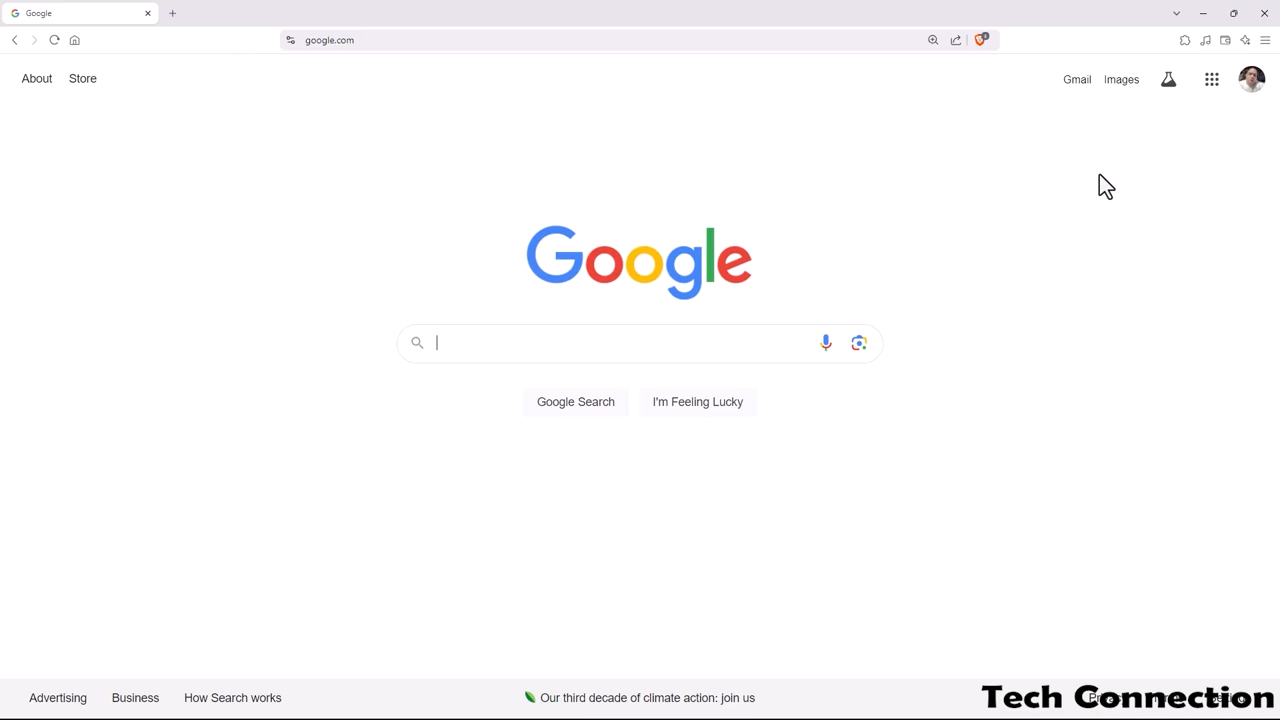 Google
google.com
About Store
Gmail Images
Google
Google Search I'm Feeling Lucky
Advertising Business How Search works Our third decade of climate action: join us
Tech Connection